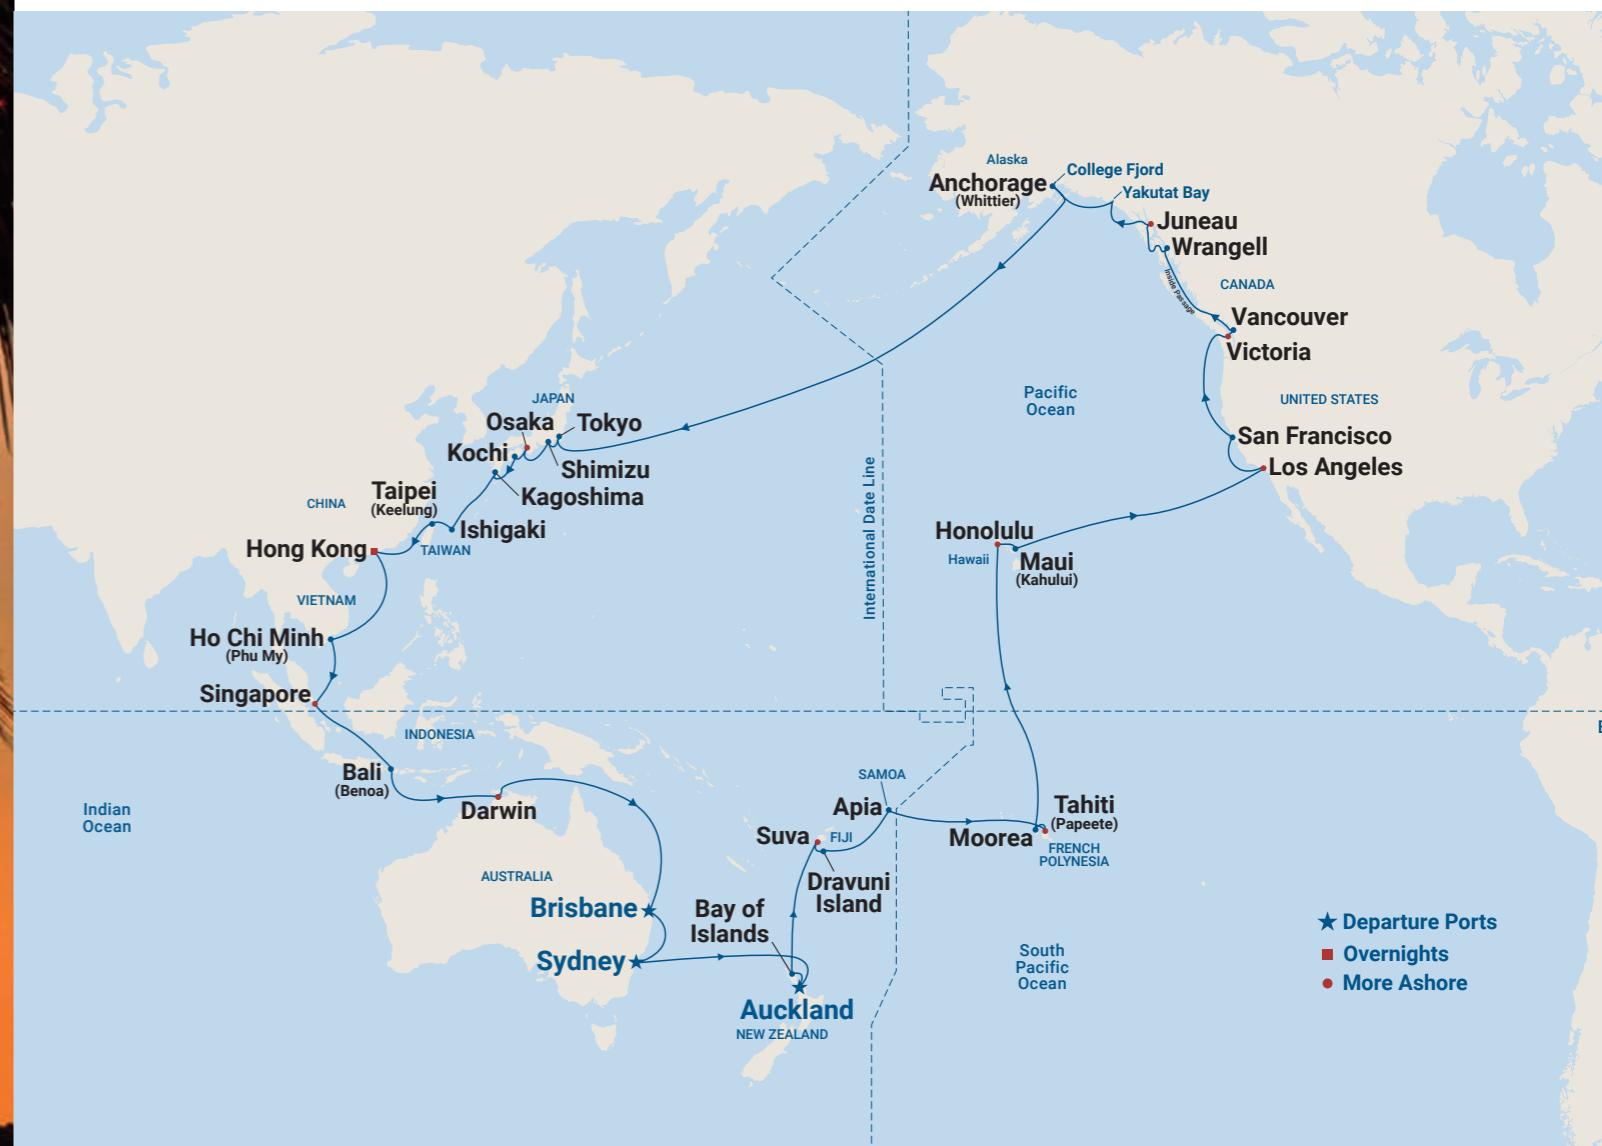 Alaska
College Fjord
Anchorage
(Whittier)
Yakutat Bay
Juneau
Wrangell
Inside Passage
CANADA
Vancouver
Victoria
Pacific
Ocean
UNITED STATES
JAPAN
Osaka
Tokyo
San Francisco
Kochi
Shimizu
Los Angeles
Kagoshima
CHINA
Taipei
(Keelung)
Ishigaki
International Date Line
Honolulu
Hong Kong
TAIWAN
Hawaii
Maui
(Kahului)
VIETNAM
Ho Chi Minh
(Phu My)
Singapore
INDONESIA
Bali
(Benoa)
SAMOA
Indian
Ocean
Darwin
Apia
Tahiti
(Papeete)
Suva
FIJI
Moorea
FRENCH
POLYNESIA
AUSTRALIA
Dravuni
Island
Brisbane
Bay of
Islands
Departure Ports
Sydney
South
Pacific
Ocean
Overnights
More Ashore
Auckland
NEW ZEALAND